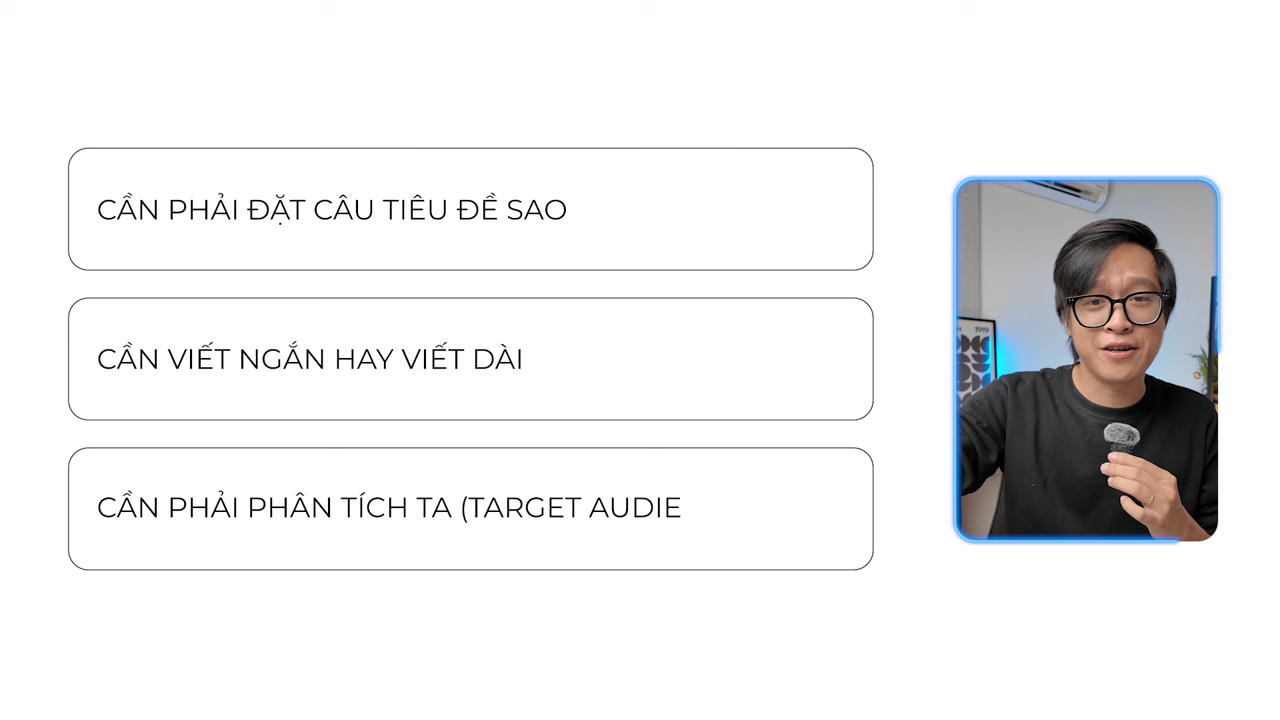 CẦN PHẢI ĐẶT CÂU TIÊU ĐỀ SAO
CẦN VIẾT NGẮN HAY VIẾT DÀI
CẦN PHẢI PHÂN TÍCH TA (TARGET AUDIE
1919